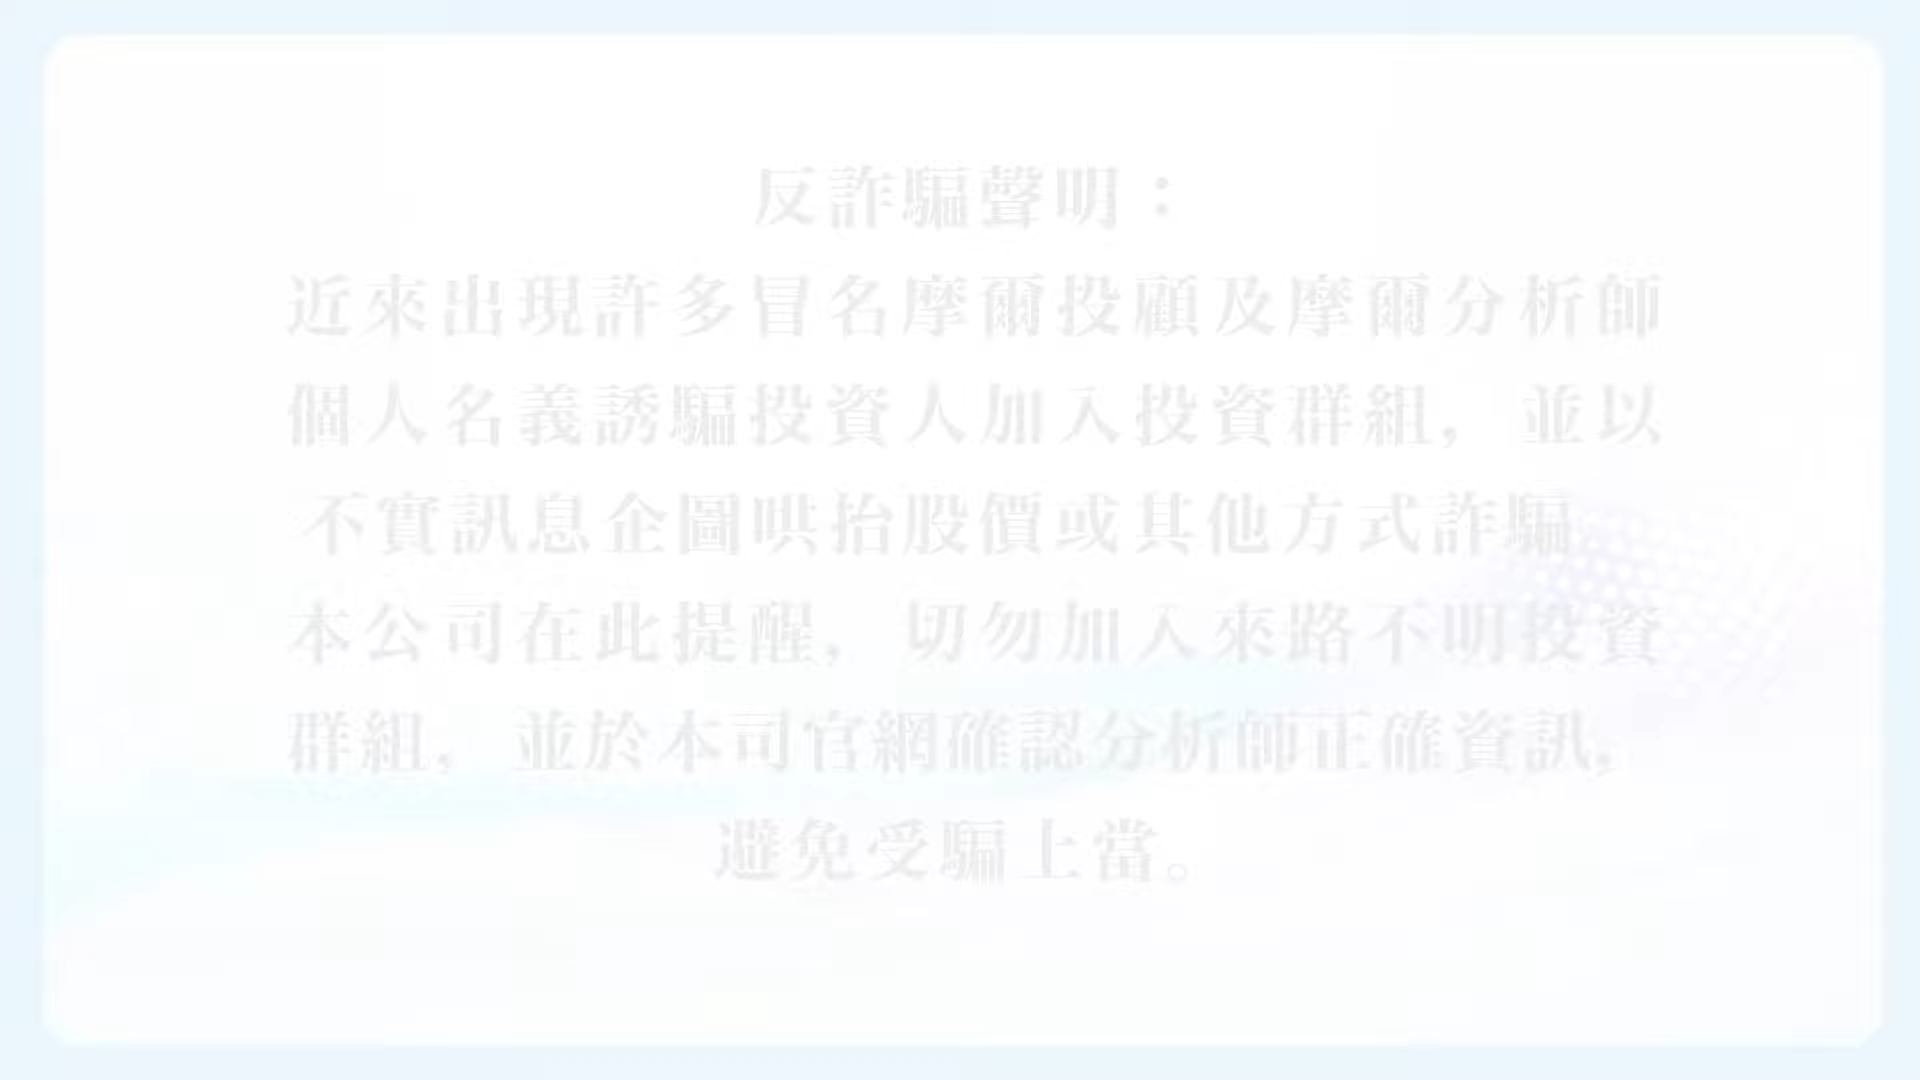 反詐騙聲明：
近來出現許多冒名摩爾投顧及摩爾分析師
個人名義誘騙投資人加入投資群組，並以
不實訊息企圖哄抬股價或其他方式詐騙
本公司在此提醒，切勿加入來路不明投資
群組，並於本司官網確認分析師正確資訊，
避免受騙上當。